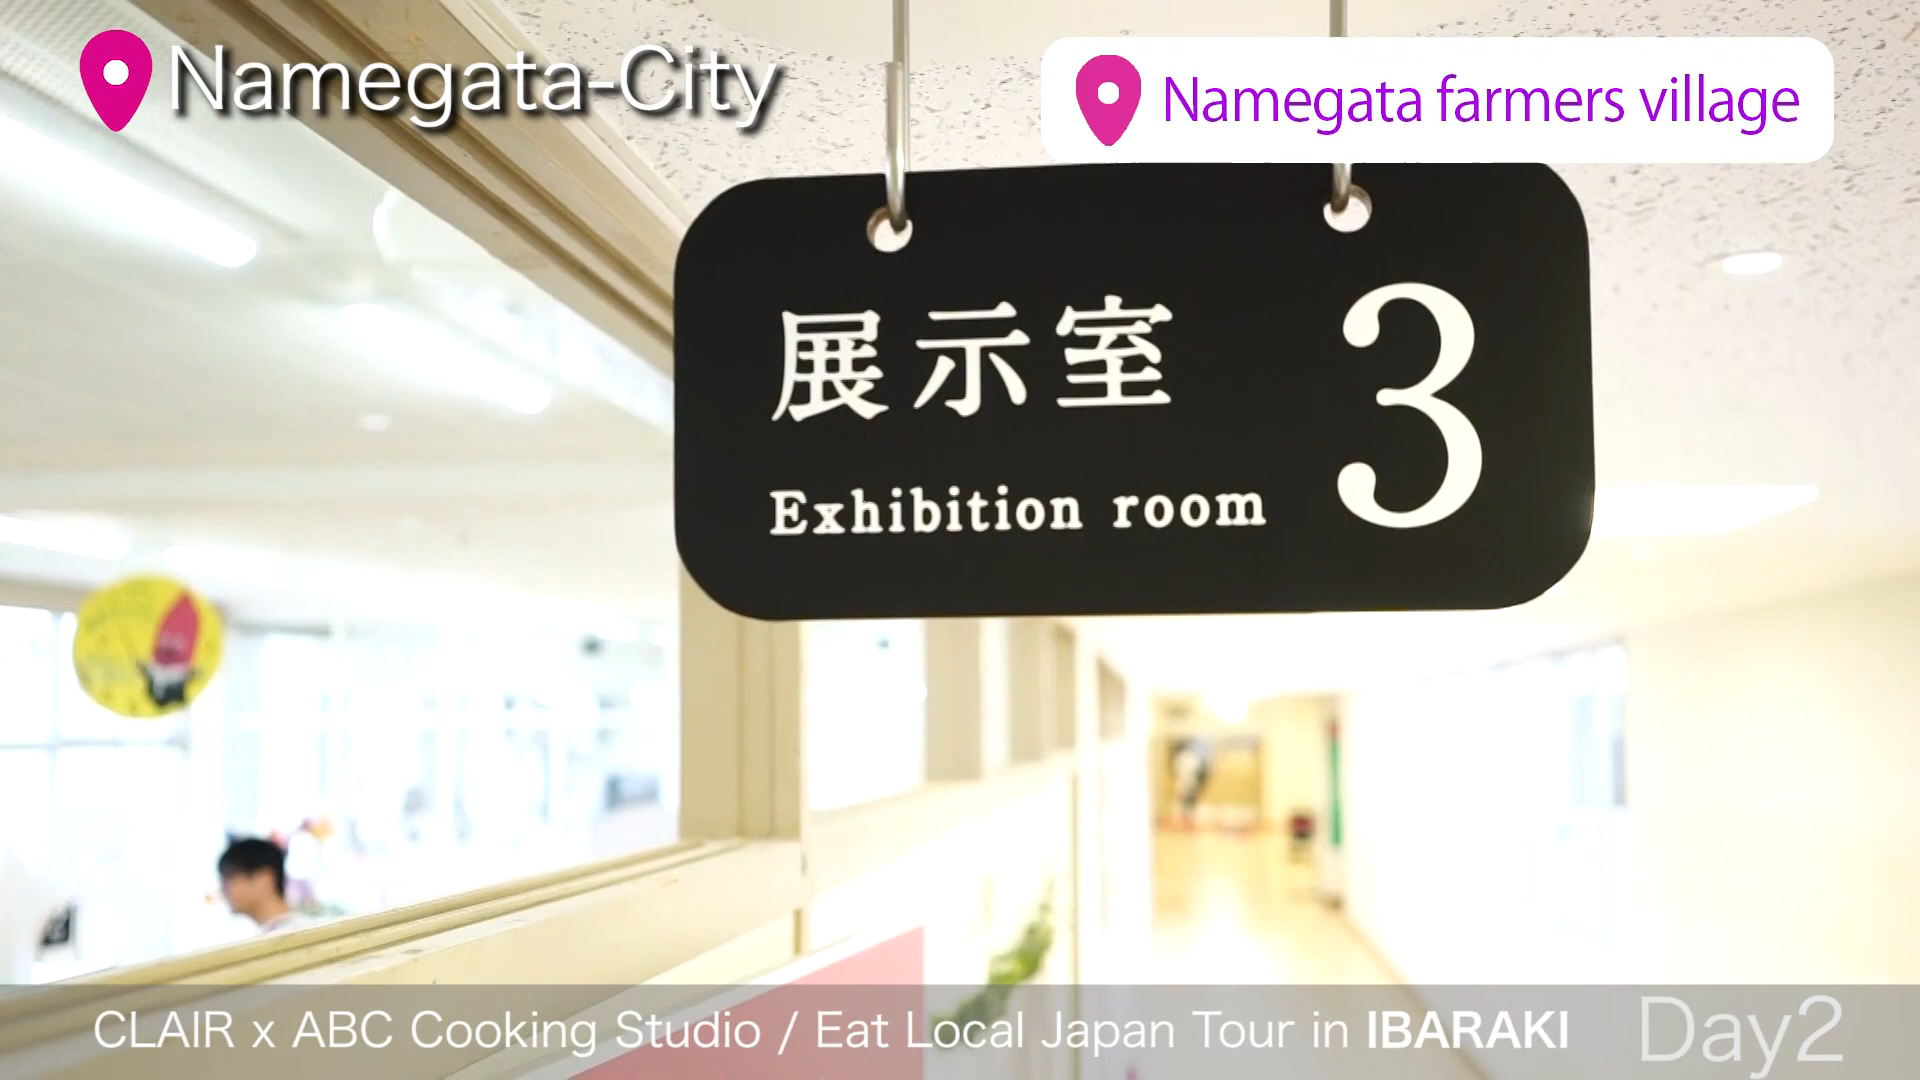 Namegata-City
Namegata farmers village
展示室 3
Exhibition room
CLAIR x ABC Cooking Studio / Eat Local Japan Tour in IBARAKI
Day2